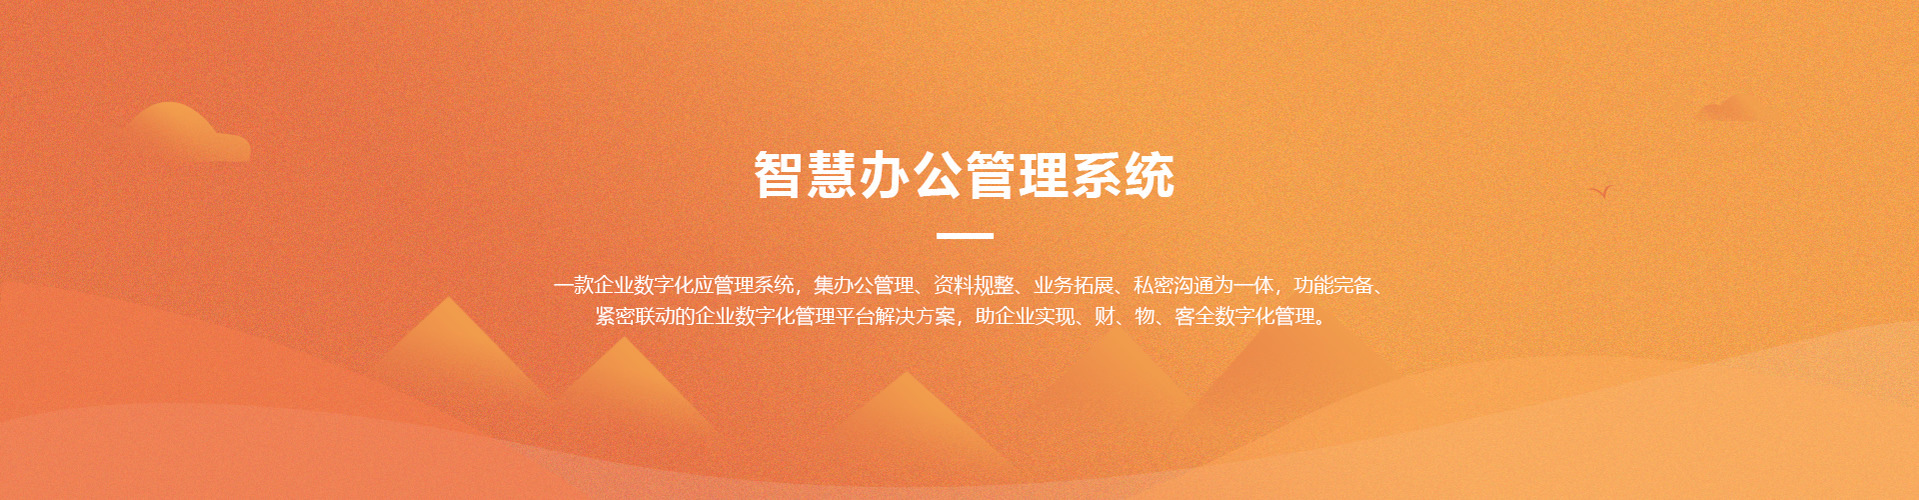 智慧办公管理系统
一款企业数字化应管理系统，集办公管理、资料规整、业务拓展、私密沟通为一体，功能完备、
紧密联动的企业数字化管理平台解决方案，助企业实现、财、物、客全数字化管理。